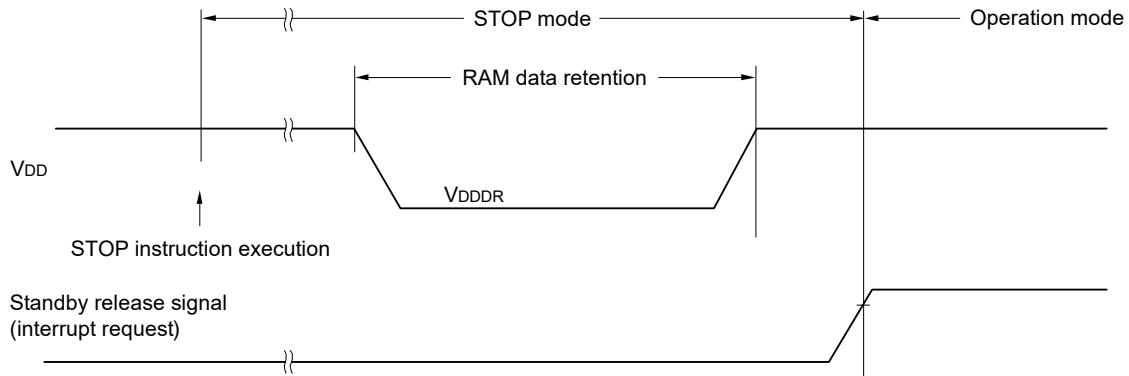 STOP mode
Operation mode
RAM data retention
VDD
VDDDR
STOP instruction execution
Standby release signal
(interrupt request)